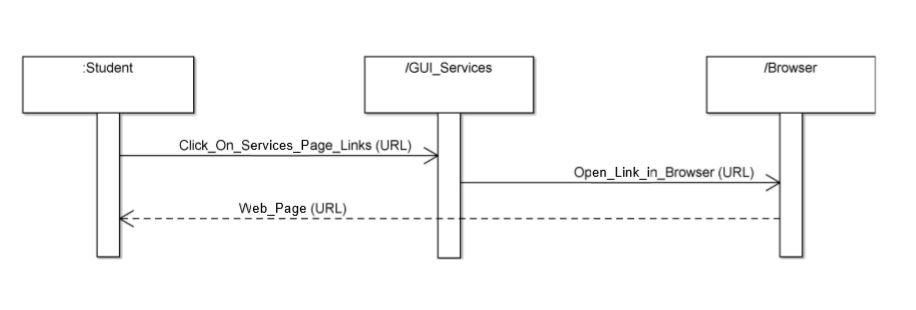 :Student
/GUI_Services
/Browser
Click_On_Services_Page_Links (URL)
Open_Link_in_Browser (URL)
Web_Page (URL)